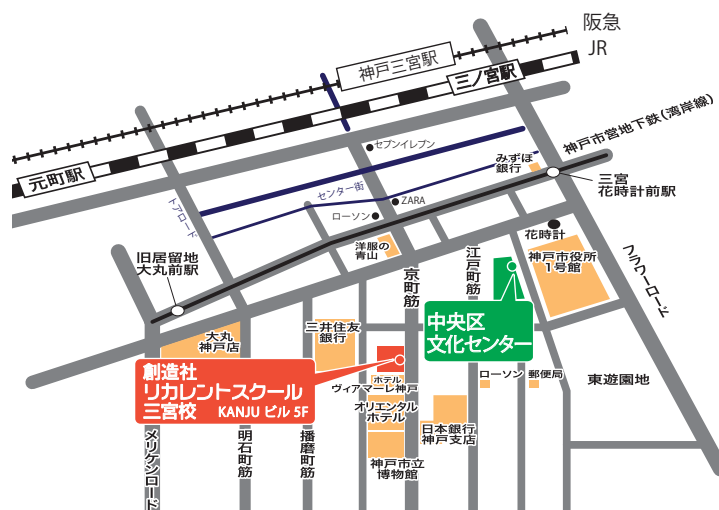 阪急
JR
神戸三宮駅
三ノ宮駅
元町駅
神戸市営地下鉄(湾岸線)
セブンイレブン
みずほ
銀行
センター街
トアロード
ZARA
ローソン
三宮
花時計前駅
花時計
洋服の
青山
旧居留地
大丸前駅
神戸市役所
1号館
フラワーロード
京町筋
江戸町筋
中央区
文化センター
大丸
神戸店
三井住友
銀行
創造社
リカレントスクール
三宮校 KANJU ビル 5F
ホテル
ヴィアマーレ神戸
オリエンタル
ホテル
ローソン
郵便局
東遊園地
日本銀行
神戸支店
神戸市立
博物館
メリケンロード
明石町筋
播磨町筋